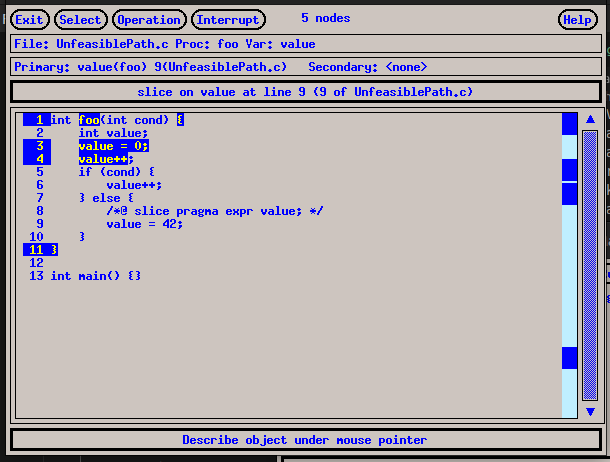 Exit Select Operation Interrupt 5 nodes Help
File: UnfeasiblePath.c Proc: foo Var: value
Primary: value(foo) 9(UnfeasiblePath.c) Secondary: <none>
slice on value at line 9 (9 of UnfeasiblePath.c)
1 int foo(int cond) {
2 int value;
3 value = 0;
4 value++;
5 if (cond) {
6 value++;
7 } else {
8 /*@ slice pragma expr value; */
9 value = 42;
10 }
11 }
12
13 int main() {}
Describe object under mouse pointer